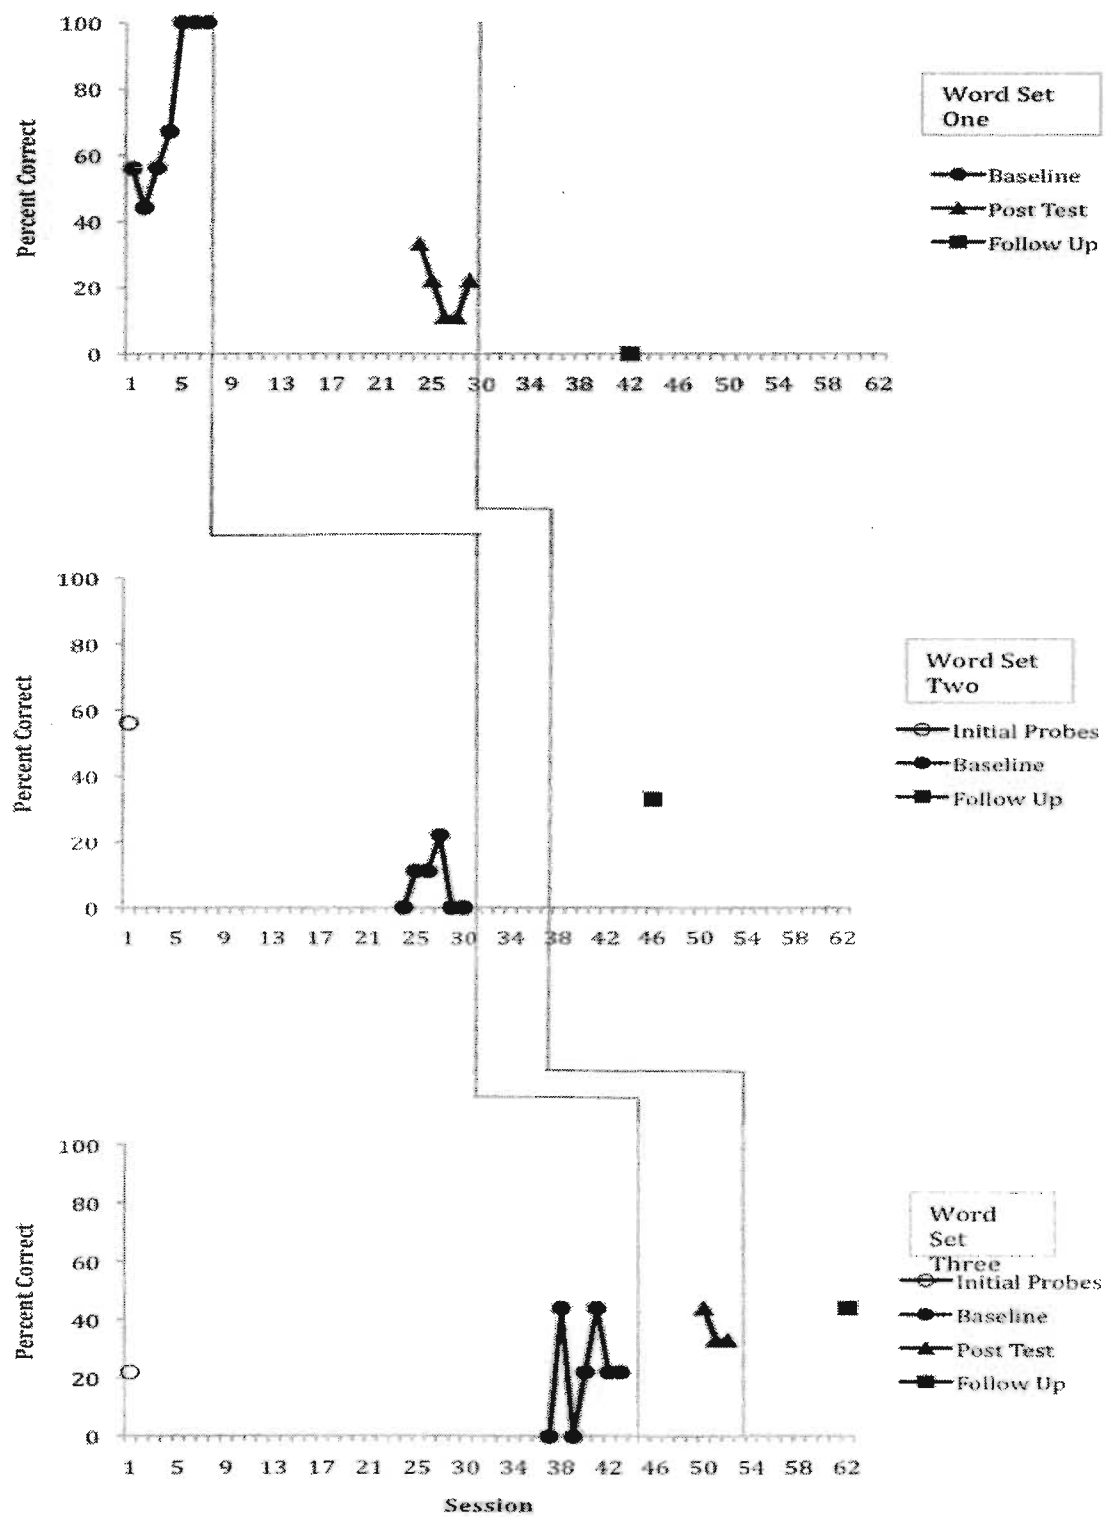 100
80
60
40
20
0
Percent Correct
1 5 9 13 17 21 25 30 34 38 42 46 50 54 58 62
Word Set
One
Baseline
Post Test
Follow Up
100
80
60
40
20
0
Percent Correct
1 5 9 13 17 21 25 30 34 38 42 46 50 54 58 62
Word Set
Two
Initial Probes
Baseline
Follow Up
100
80
60
40
20
0
Percent Correct
1 5 9 13 17 21 25 30 34 38 42 46 50 54 58 62
Session
Word
Set
Three
Initial Probes
Baseline
Post Test
Follow Up